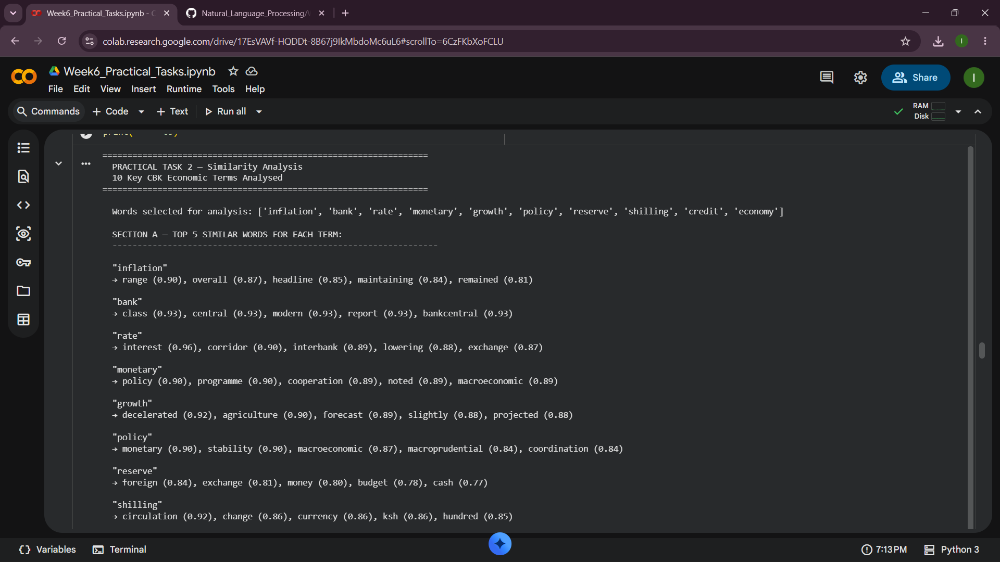 Week6_Practical_Tasks.ipynb - C
Natural_Language_Processing/
colab.research.google.com/drive/17EsVAVf-HQDDt-8B67j9IkMbdoMc6uL6#scrollTo=6CzFKbXoFCLU
I
CO
Week6_Practical_Tasks.ipynb
File Edit View Insert Runtime Tools Help
Share
I
Commands + Code + Text Run all
RAM
Disk
================================================================
PRACTICAL TASK 2 — Similarity Analysis
10 Key CBK Economic Terms Analysed
================================================================
Words selected for analysis: ['inflation', 'bank', 'rate', 'monetary', 'growth', 'policy', 'reserve', 'shilling', 'credit', 'economy']
SECTION A — TOP 5 SIMILAR WORDS FOR EACH TERM:
----------------------------------------------------------------
"inflation"
→ range (0.90), overall (0.87), headline (0.85), maintaining (0.84), remained (0.81)
"bank"
→ class (0.93), central (0.93), modern (0.93), report (0.93), bankcentral (0.93)
"rate"
→ interest (0.96), corridor (0.90), interbank (0.89), lowering (0.88), exchange (0.87)
"monetary"
→ policy (0.90), programme (0.90), cooperation (0.89), noted (0.89), macroeconomic (0.89)
"growth"
→ decelerated (0.92), agriculture (0.90), forecast (0.89), slightly (0.88), projected (0.88)
"policy"
→ monetary (0.90), stability (0.90), macroeconomic (0.87), macroprudential (0.84), coordination (0.84)
"reserve"
→ foreign (0.84), exchange (0.81), money (0.80), budget (0.78), cash (0.77)
"shilling"
→ circulation (0.92), change (0.86), currency (0.86), ksh (0.86), hundred (0.85)
Variables Terminal
7:13 PM Python 3